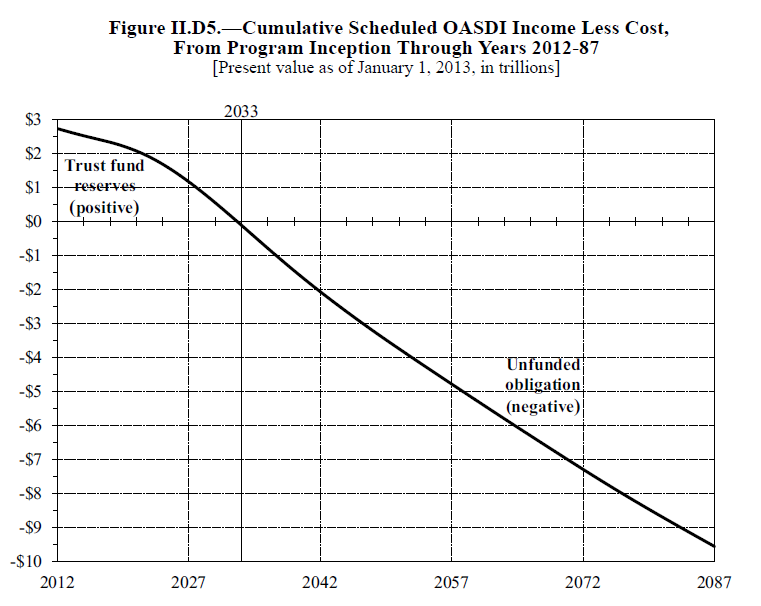 Figure II.D5.—Cumulative Scheduled OASDI Income Less Cost,
From Program Inception Through Years 2012-87
[Present value as of January 1, 2013, in trillions]
2033
$3
$2
Trust fund
reserves
$1
(positive)
$0
-$1
-$2
-$3
-$4
Unfunded
obligation
-$5
(negative)
-$6
-$7
-$8
-$9
-$10
2012 2027 2042 2057 2072 2087